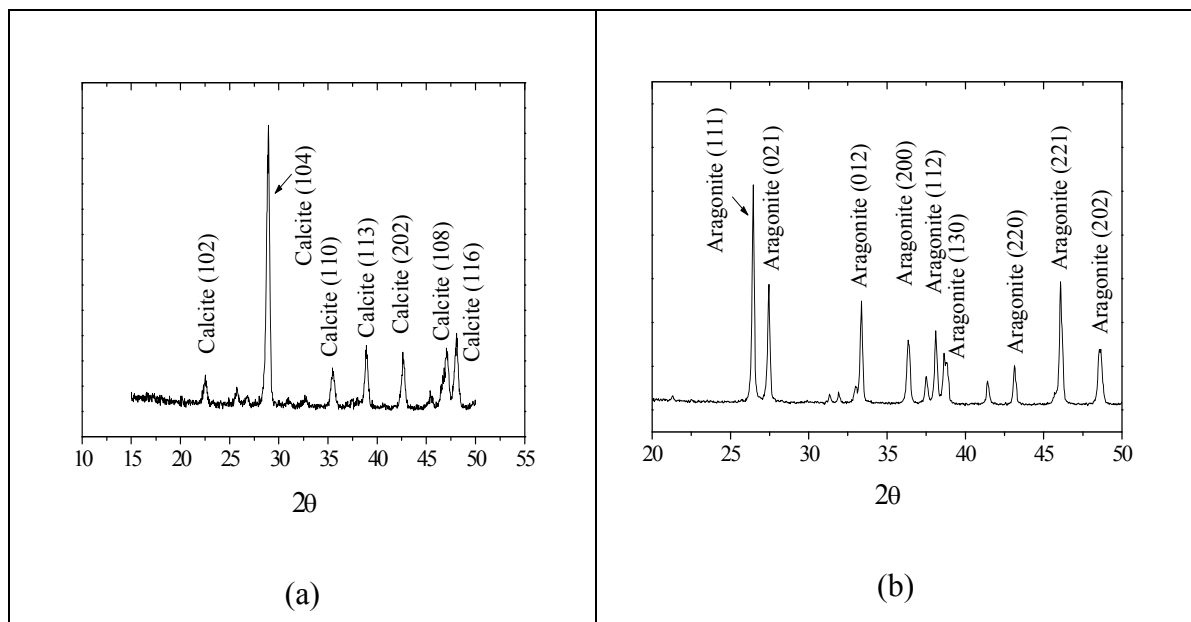 Calcite (102)
Calcite (104)
Calcite (110)
Calcite (113)
Calcite (202)
Calcite (108)
Calcite (116)
10 15 20 25 30 35 40 45 50 55
2θ
(a)
Aragonite (111)
Aragonite (021)
Aragonite (012)
Aragonite (200)
Aragonite (112)
Aragonite (130)
Aragonite (220)
Aragonite (221)
Aragonite (202)
20 25 30 35 40 45 50
2θ
(b)